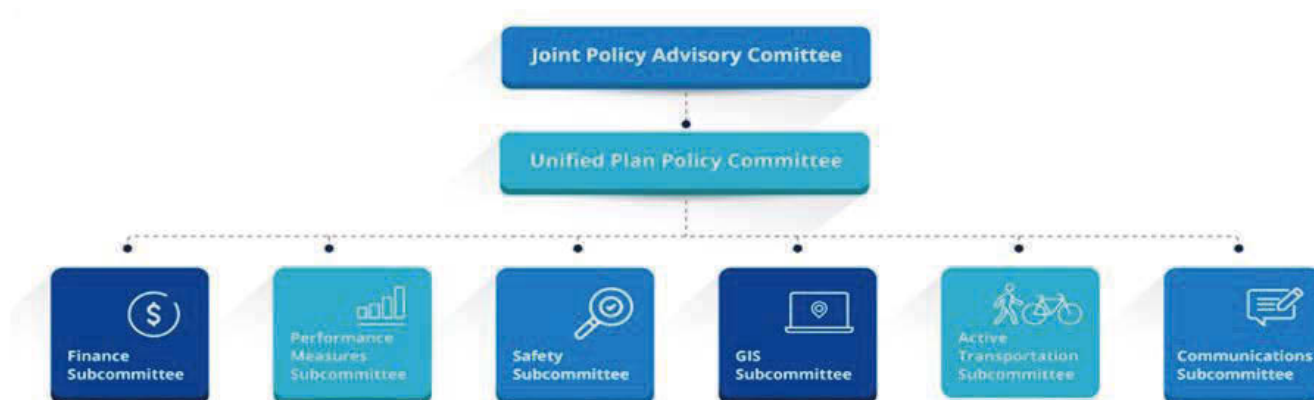 Joint Policy Advisory Comittee
Unified Plan Policy Committee
$
Finance
Subcommittee
Performance
Measures
Subcommittee
Safety
Subcommittee
GIS
Subcommittee
Active
Transportation
Subcommittee
Communications
Subcommittee